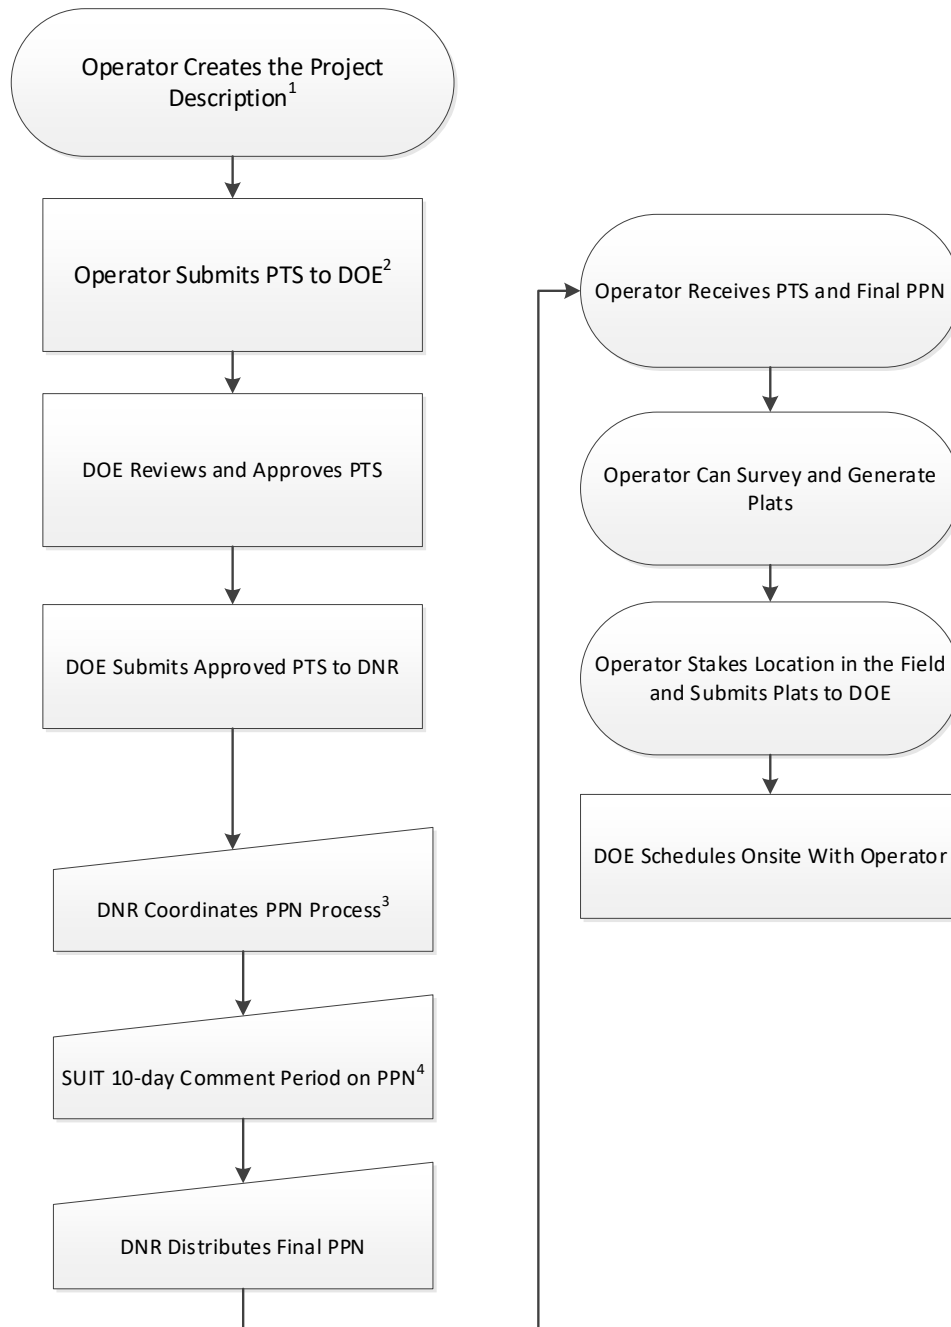 Operator Creates the Project
Description¹
Operator Submits PTS to DOE²
DOE Reviews and Approves PTS
DOE Submits Approved PTS to DNR
DNR Coordinates PPN Process³
SUIT 10-day Comment Period on PPN⁴
DNR Distributes Final PPN
Operator Receives PTS and Final PPN
Operator Can Survey and Generate
Plats
Operator Stakes Location in the Field
and Submits Plats to DOE
DOE Schedules Onsite With Operator